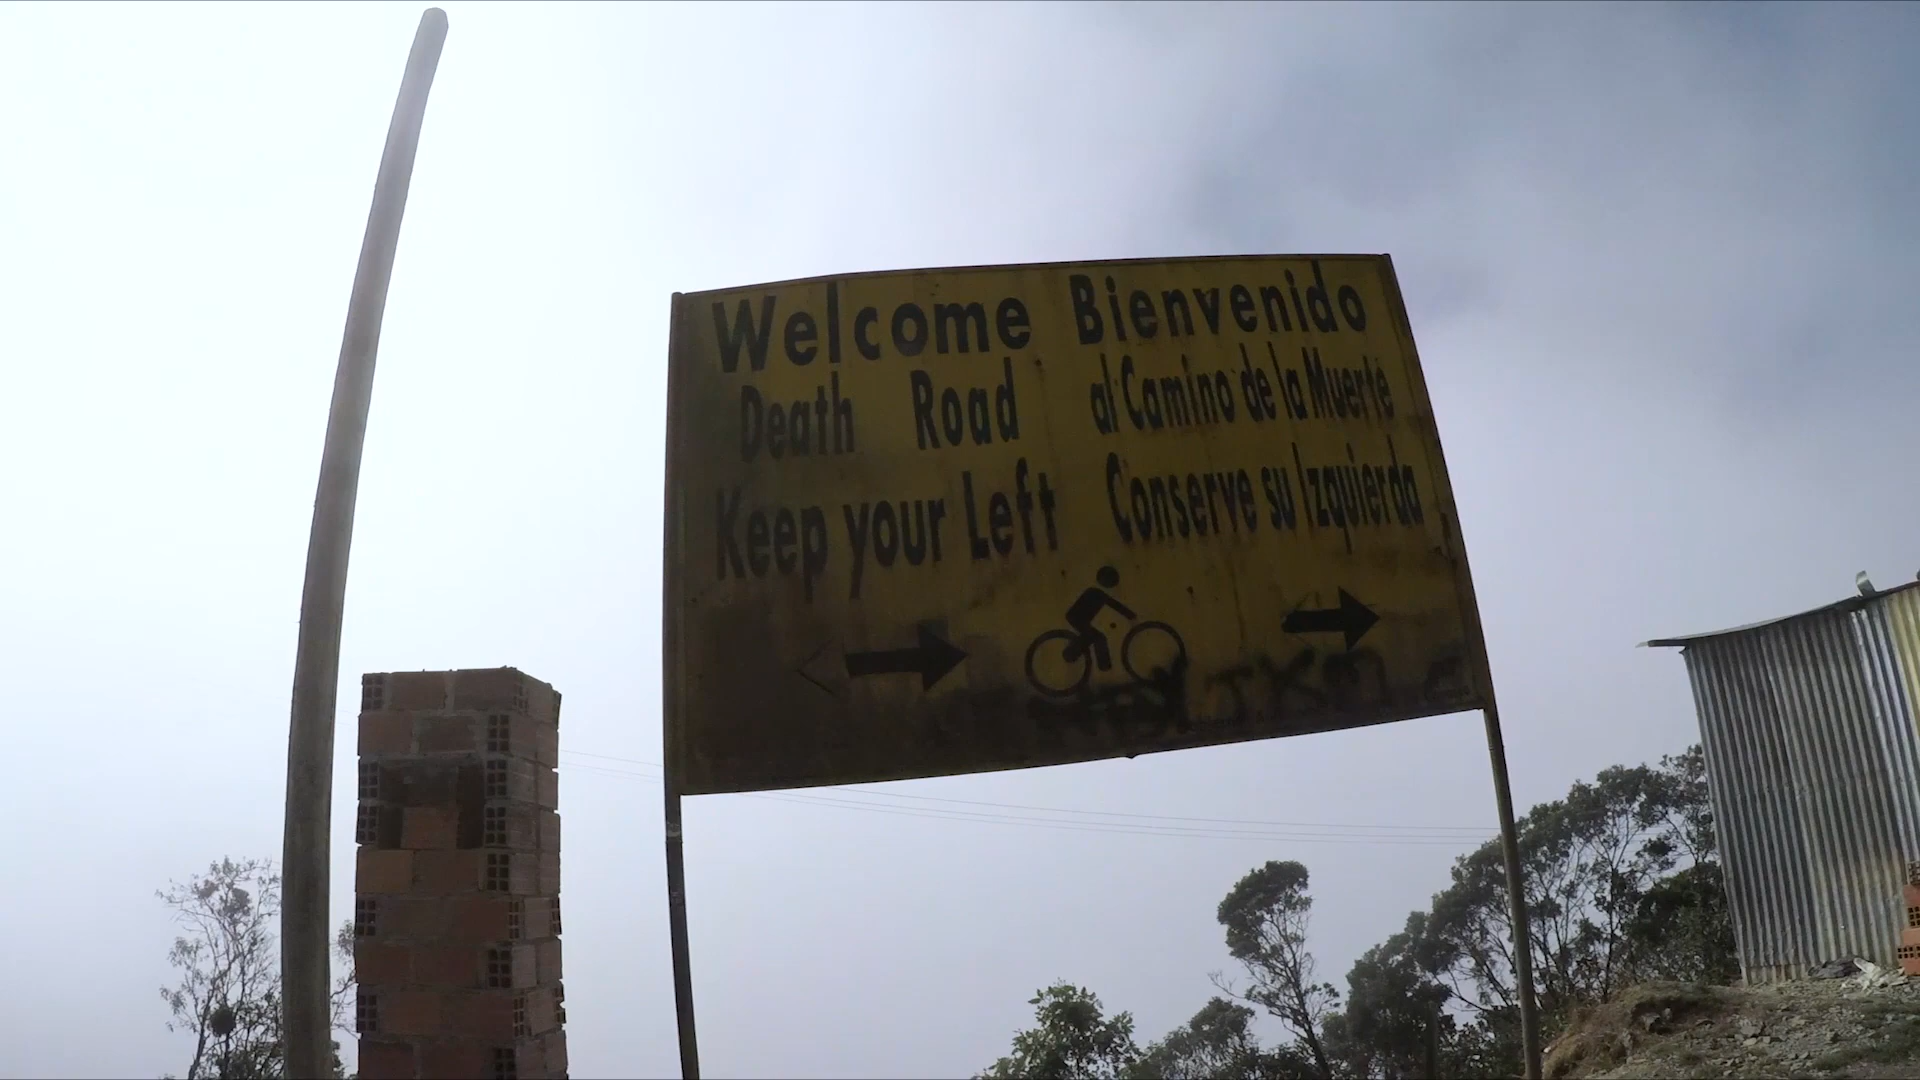 Welcome Bienvenido
Death Road al Camino de la Muerte
Keep your Left Conserve su Izquierda